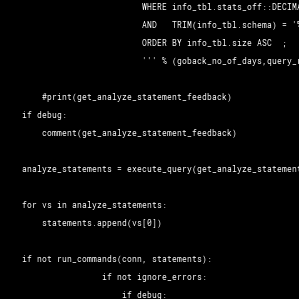 WHERE info_tbl.stats_off::DECIMA
AND TRIM(info_tbl.schema) = '%
ORDER BY info_tbl.size ASC ;
''' % (goback_no_of_days,query_r
#print(get_analyze_statement_feedback)
if debug:
comment(get_analyze_statement_feedback)
analyze_statements = execute_query(get_analyze_statement
for vs in analyze_statements:
statements.append(vs[0])
if not run_commands(conn, statements):
if not ignore_errors:
if debug: